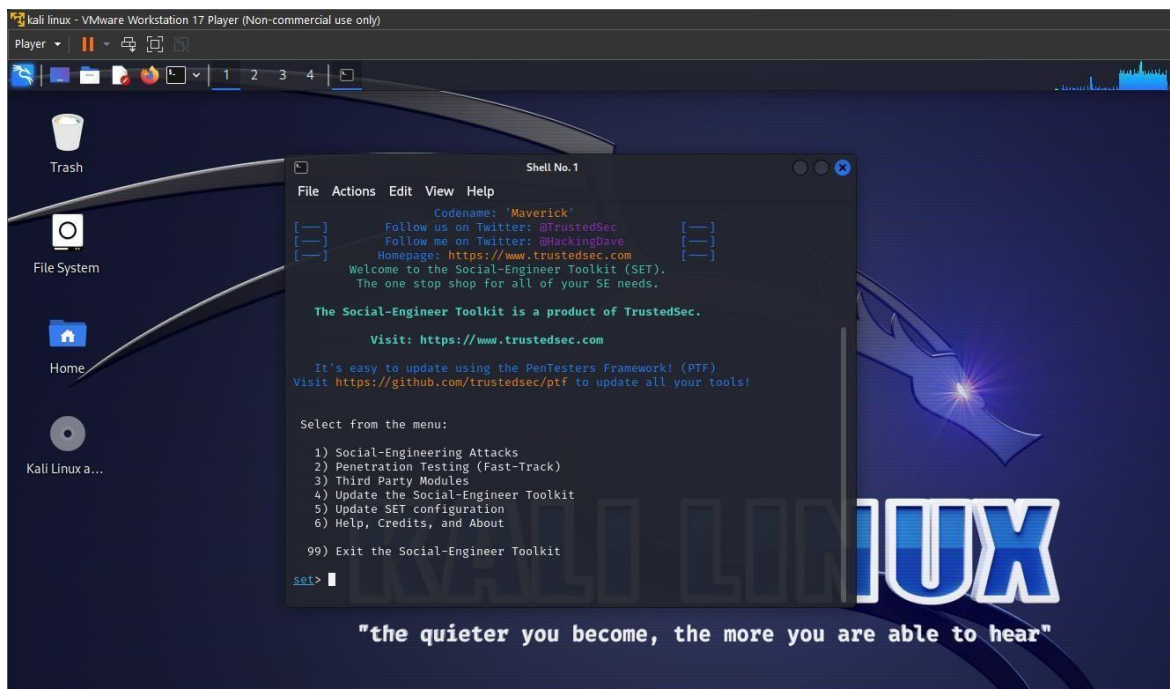 kali linux - VMware Workstation 17 Player (Non-commercial use only)
Player
1 2 3 4
Trash
File System
Home
Kali Linux a...
Shell No. 1
File Actions Edit View Help
Codename: 'Maverick'
[---] Follow us on Twitter: @TrustedSec [---]
[---] Follow me on Twitter: @HackingDave [---]
[---] Homepage: https://www.trustedsec.com [---]
Welcome to the Social-Engineer Toolkit (SET).
The one stop shop for all of your SE needs.
The Social-Engineer Toolkit is a product of TrustedSec.
Visit: https://www.trustedsec.com
It's easy to update using the PenTesters Framework! (PTF)
Visit https://github.com/trustedsec/ptf to update all your tools!
Select from the menu:
1) Social-Engineering Attacks
2) Penetration Testing (Fast-Track)
3) Third Party Modules
4) Update the Social-Engineer Toolkit
5) Update SET configuration
6) Help, Credits, and About
99) Exit the Social-Engineer Toolkit
set>
KALI LINUX
"the quieter you become, the more you are able to hear"